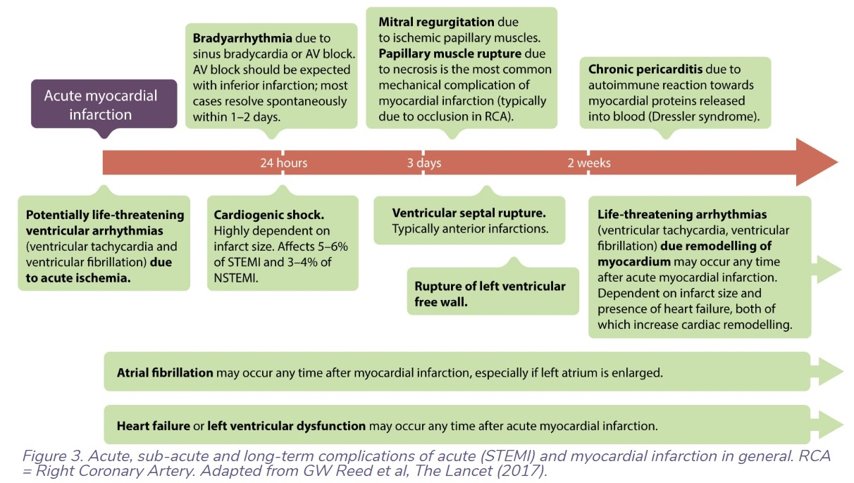 Acute myocardial
infarction
Bradyarrhythmia due to
sinus bradycardia or AV block.
AV block should be expected
with inferior infarction; most
cases resolve spontaneously
within 1–2 days.
Mitral regurgitation due
to ischemic papillary muscles.
Papillary muscle rupture due
to necrosis is the most common
mechanical complication of
myocardial infarction (typically
due to occlusion in RCA).
Chronic pericarditis due to
autoimmune reaction towards
myocardial proteins released
into blood (Dressler syndrome).
24 hours
3 days
2 weeks
Potentially life-threatening
ventricular arrhythmias
(ventricular tachycardia and
ventricular fibrillation) due
to acute ischemia.
Cardiogenic shock.
Highly dependent on
infarct size. Affects 5–6%
of STEMI and 3–4% of
NSTEMI.
Ventricular septal rupture.
Typically anterior infarctions.
Rupture of left ventricular
free wall.
Life-threatening arrhythmias
(ventricular tachycardia, ventricular
fibrillation) due remodelling of
myocardium may occur any time
after acute myocardial infarction.
Dependent on infarct size and
presence of heart failure, both of
which increase cardiac remodelling.
Atrial fibrillation may occur any time after myocardial infarction, especially if left atrium is enlarged.
Heart failure or left ventricular dysfunction may occur any time after acute myocardial infarction.
Figure 3. Acute, sub-acute and long-term complications of acute (STEMI) and myocardial infarction in general. RCA
= Right Coronary Artery. Adapted from GW Reed et al, The Lancet (2017).